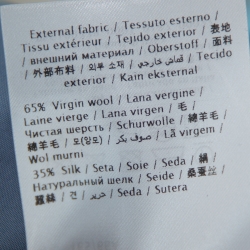 External fabric / Tessuto esterno /
Tissu extérieur / Tejido exterior / 表地
/ внешний материал / Oberstoff / 面料
/ 外部布料 / 외부 소재 / قماش خارجي / Tecido
exterior / Kain eksternal
65% Virgin wool / Lana vergine /
Laine vierge / Lana virgen / 毛 /
Чистая шерсть / Schurwolle / 綿羊毛
/ 绵羊毛 / 모(양모) / صوف بكر / Lã virgem /
Wol murni
35% Silk / Seta / Soie / Seda / 絹 /
Натуральный шелк / Seide / 桑蚕丝 /
蠶絲 / 견 / حرير / Seda / Sutera